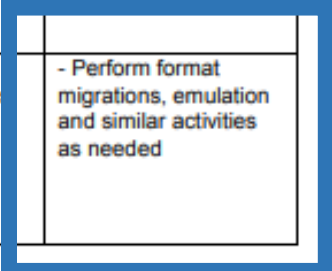 - Perform format
migrations, emulation
and similar activities
as needed